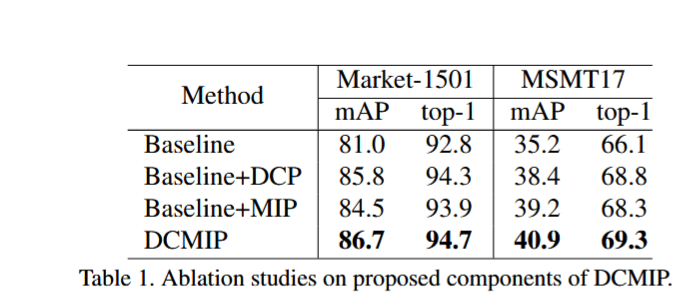 Method Market-1501 MSMT17
mAP top-1 mAP top-1
Baseline 81.0 92.8 35.2 66.1
Baseline+DCP 85.8 94.3 38.4 68.8
Baseline+MIP 84.5 93.9 39.2 68.3
DCMIP 86.7 94.7 40.9 69.3
Table 1. Ablation studies on proposed components of DCMIP.